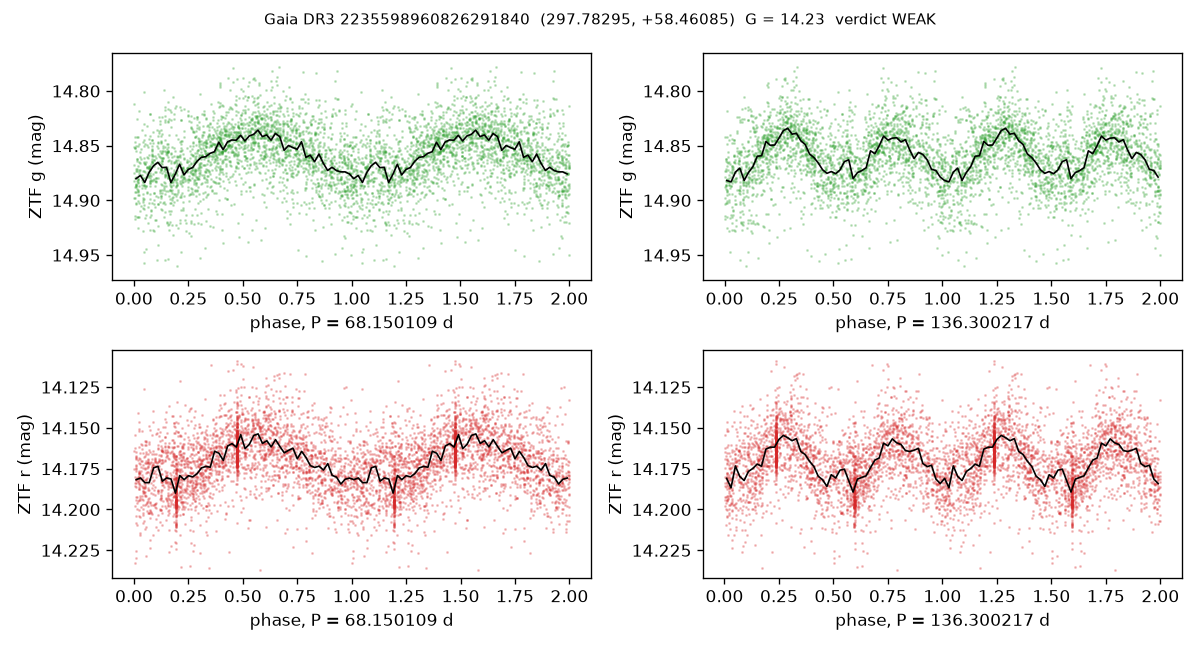 Gaia DR3 2235598960826291840 (297.78295, +58.46085) G = 14.23 verdict WEAK
ZTF g (mag)
14.80
14.85
14.90
14.95
0.00 0.25 0.50 0.75 1.00 1.25 1.50 1.75 2.00
phase, P = 68.150109 d
ZTF g (mag)
14.80
14.85
14.90
14.95
0.00 0.25 0.50 0.75 1.00 1.25 1.50 1.75 2.00
phase, P = 136.300217 d
ZTF r (mag)
14.125
14.150
14.175
14.200
14.225
0.00 0.25 0.50 0.75 1.00 1.25 1.50 1.75 2.00
phase, P = 68.150109 d
ZTF r (mag)
14.125
14.150
14.175
14.200
14.225
0.00 0.25 0.50 0.75 1.00 1.25 1.50 1.75 2.00
phase, P = 136.300217 d